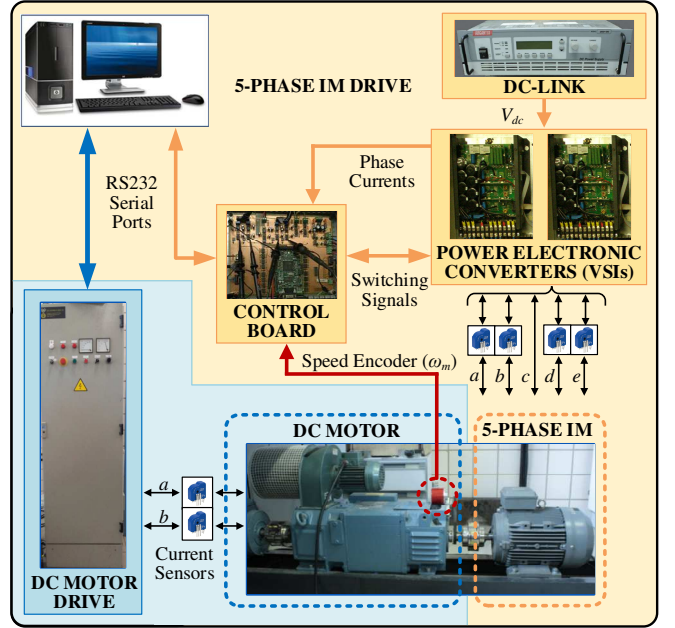 5-PHASE IM DRIVE
DC-LINK
V_dc
Phase
Currents
RS232
Serial
Ports
POWER ELECTRONIC
CONVERTERS (VSIs)
Switching
Signals
CONTROL
BOARD
Speed Encoder (ω_m)
a b c d e
DC MOTOR
5-PHASE IM
a
b
Current
Sensors
DC MOTOR
DRIVE